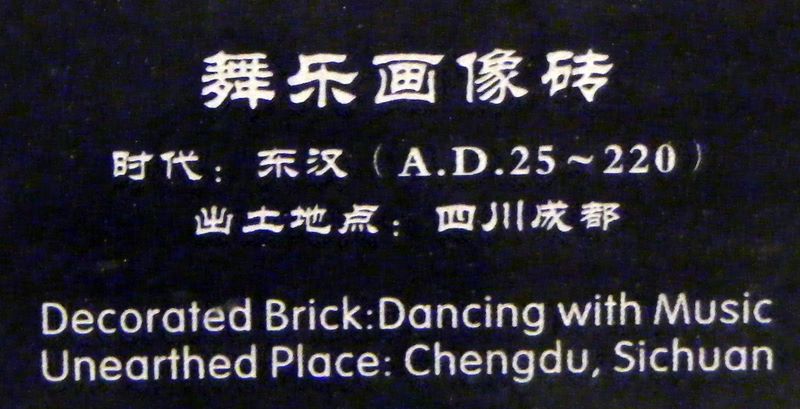 舞乐画像砖
时代：东汉（A.D.25～220）
出土地点：四川成都
Decorated Brick:Dancing with Music
Unearthed Place: Chengdu, Sichuan